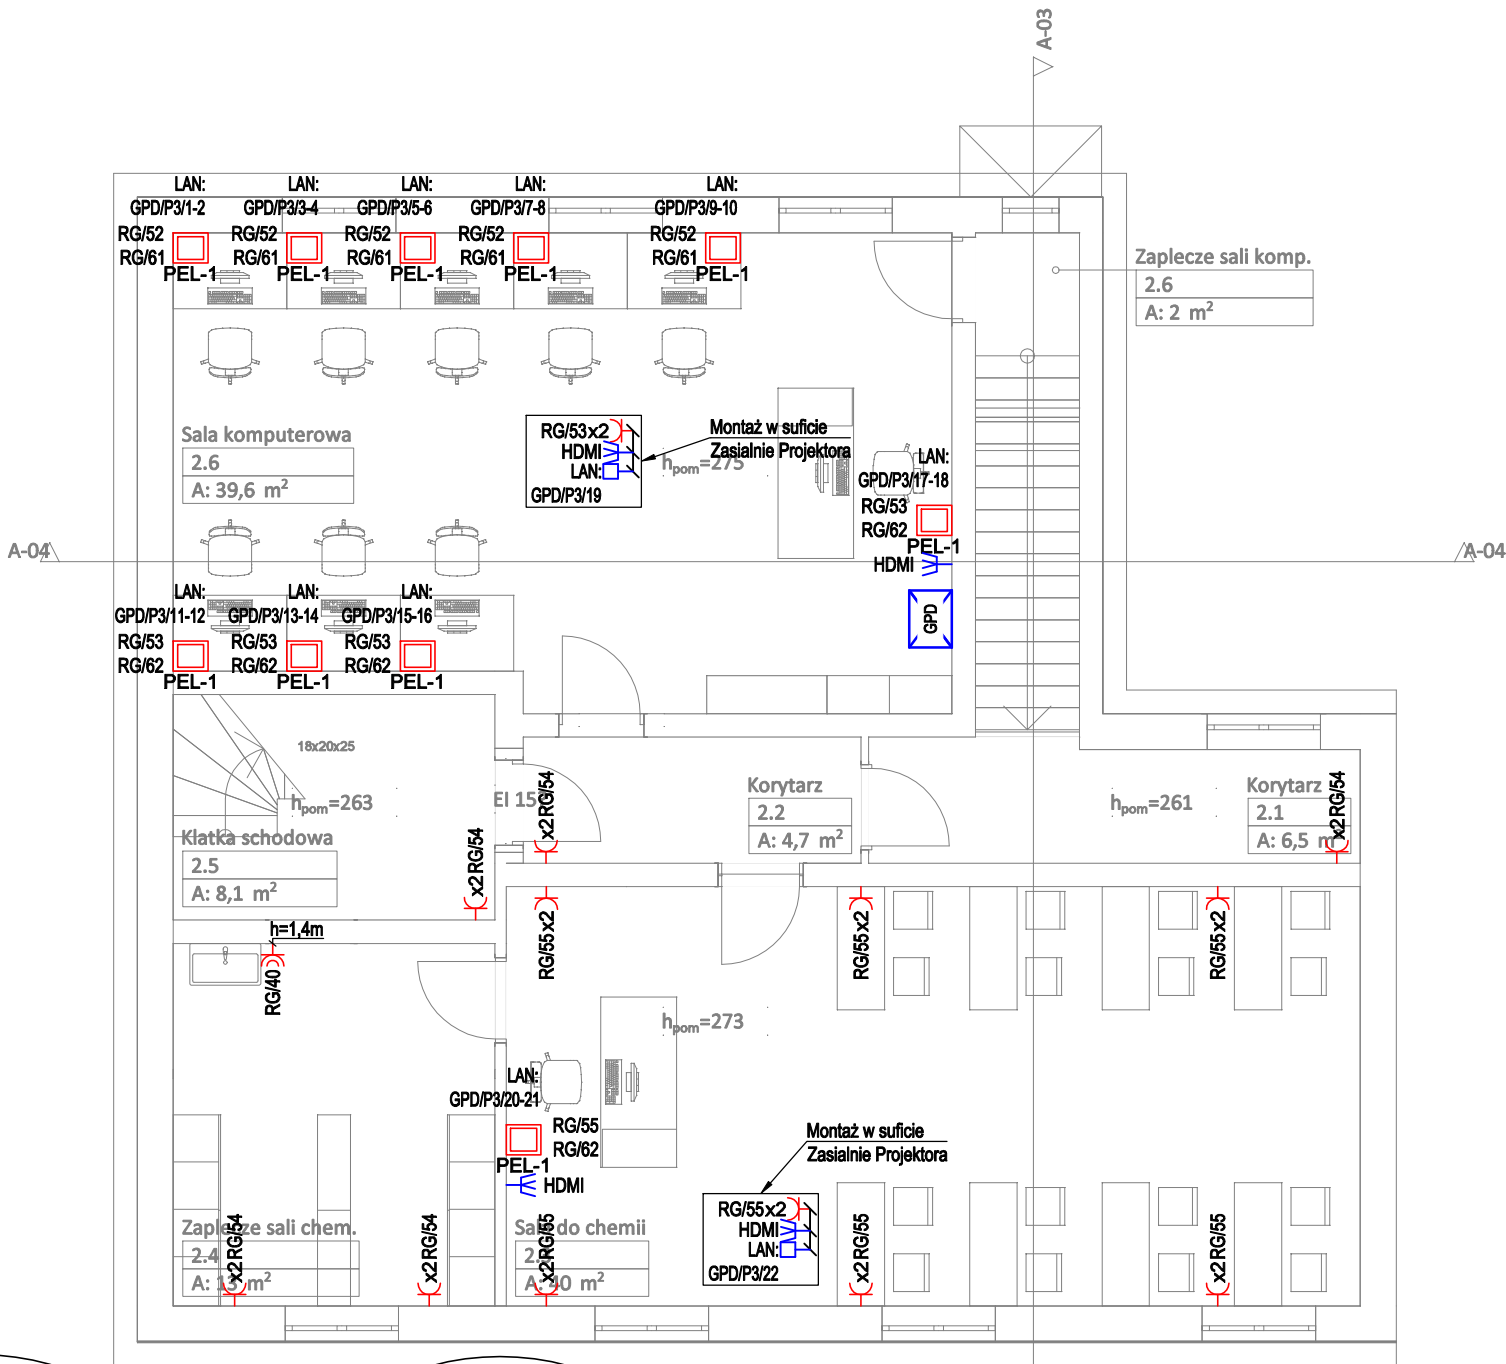 A-03
LAN:
GPD/P3/1-2
RG/52
RG/61
PEL-1
LAN:
GPD/P3/3-4
RG/52
RG/61
PEL-1
LAN:
GPD/P3/5-6
RG/52
RG/61
PEL-1
LAN:
GPD/P3/7-8
RG/52
RG/61
PEL-1
LAN:
GPD/P3/9-10
RG/52
RG/61
PEL-1
Zaplecze sali komp.
2.6
A: 2 m²
Sala komputerowa
2.6
A: 39,6 m²
RG/53x2
HDMI
LAN:
GPD/P3/19
Montaż w suficie
Zasialnie Projektora
hpom=275
LAN:
GPD/P3/17-18
RG/53
RG/62
PEL-1
HDMI
GPD
A-04
A-04
LAN:
GPD/P3/11-12
RG/53
RG/62
PEL-1
LAN:
GPD/P3/13-14
RG/53
RG/62
PEL-1
LAN:
GPD/P3/15-16
RG/53
RG/62
PEL-1
18x20x25
hpom=263
EI 15
x2RG/54
Klatka schodowa
2.5
A: 8,1 m²
x2RG/54
Korytarz
2.2
A: 4,7 m²
hpom=261
Korytarz
2.1
A: 6,5 m²
x2RG/54
h=1,4m
RG/40
RG/55x2
RG/55x2
RG/55x2
hpom=273
LAN:
GPD/P3/20-21
RG/55
RG/62
PEL-1
HDMI
Montaż w suficie
Zasialnie Projektora
RG/55x2
HDMI
LAN:
GPD/P3/22
Zaplecze sali chem.
2.4
A: 13 m²
x2RG/54
x2RG/54
Sala do chemii
2.
A: 40 m²
x2RG/55
x2RG/55
x2RG/55